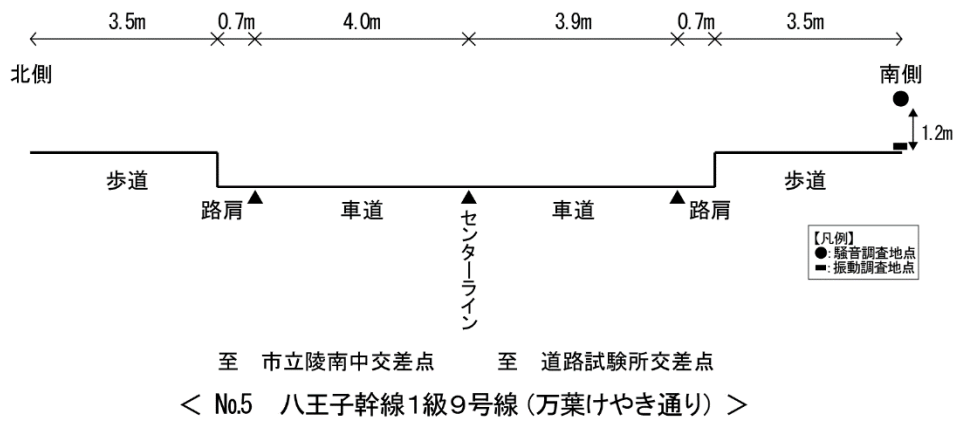 3.5m 0.7m 4.0m 3.9m 0.7m 3.5m
北側 南側
1.2m
歩道 歩道
路肩 車道 車道 路肩
センターライン
【凡例】
●:騒音調査地点
■:振動調査地点
至 市立陵南中交差点 至 道路試験所交差点
＜ №5 八王子幹線1級9号線(万葉けやき通り) ＞